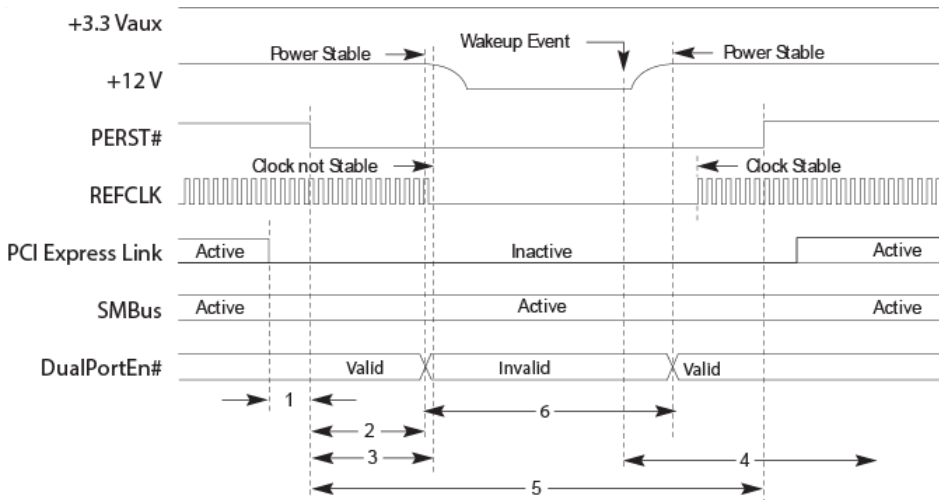 +3.3 Vaux
Power Stable
Wakeup Event
Power Stable
+12 V
PERST#
Clock not Stable
Clock Stable
REFCLK
PCI Express Link
Active
Inactive
Active
SMBus
Active
Active
Active
DualPortEn#
Valid
Invalid
Valid
1
6
2
3
4
5